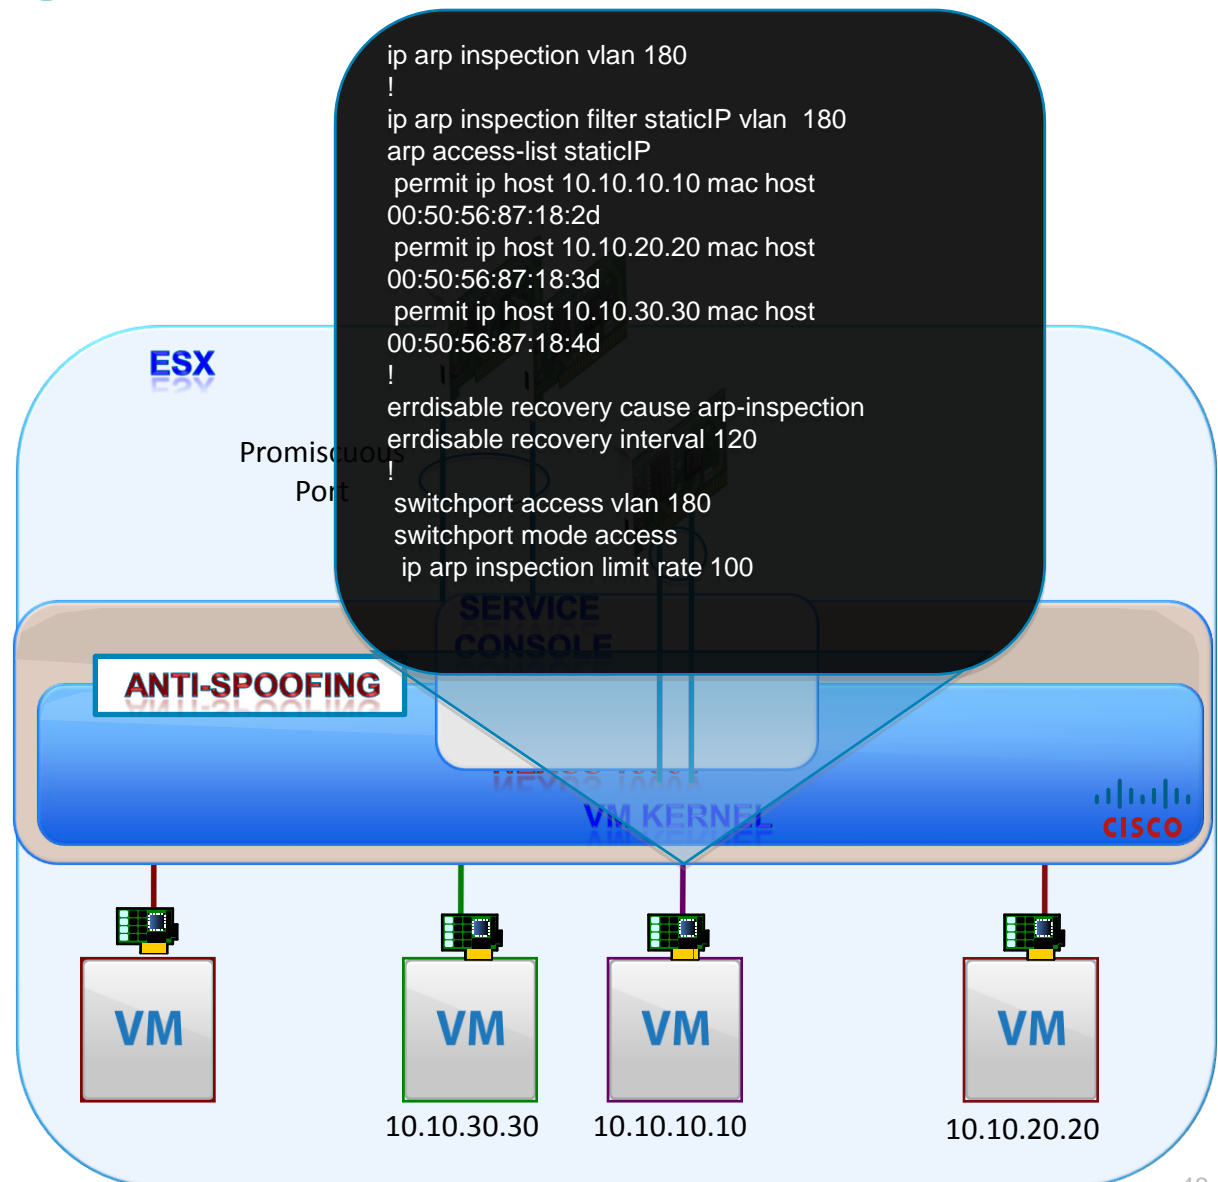 ip arp inspection vlan 180
!
ip arp inspection filter staticIP vlan  180
arp access-list staticIP
permit ip host 10.10.10.10 mac host
00:50:56:87:18:2d
permit ip host 10.10.20.20 mac host
00:50:56:87:18:3d
permit ip host 10.10.30.30 mac host
00:50:56:87:18:4d
!
errdisable recovery cause arp-inspection
errdisable recovery interval 120
!
switchport access vlan 180
switchport mode access
ip arp inspection limit rate 100
ESX
Promiscuous
Port
SERVICE
CONSOLE
ANTI-SPOOFING
VM KERNEL
CISCO
VM
VM
VM
VM
10.10.30.30
10.10.10.10
10.10.20.20